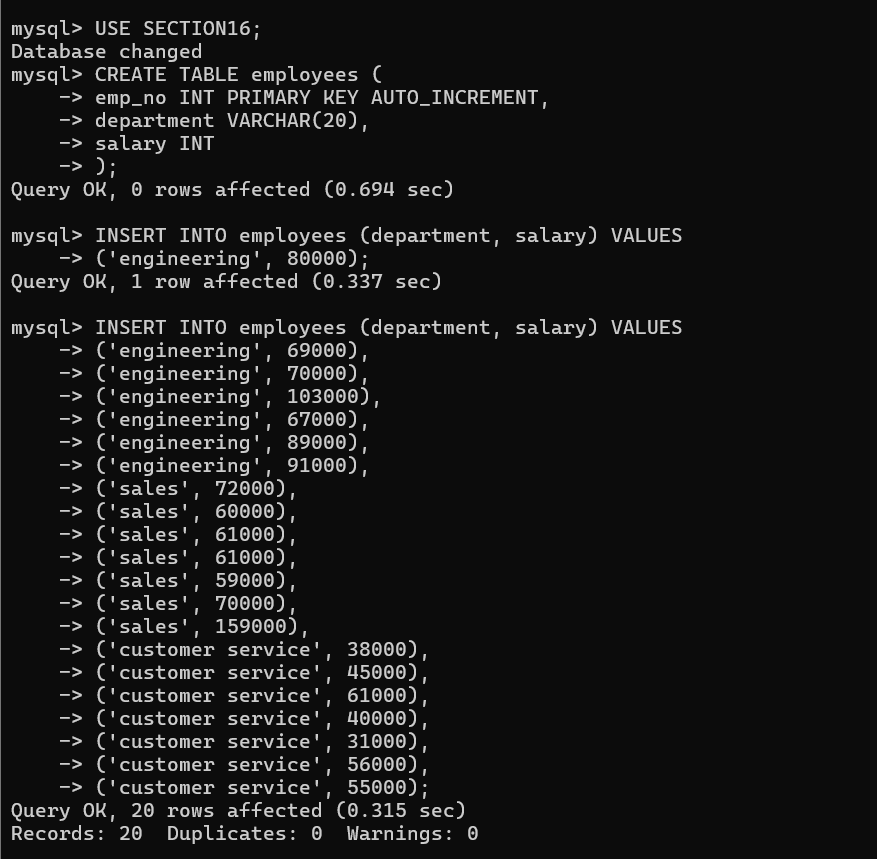 mysql> USE SECTION16;
Database changed
mysql> CREATE TABLE employees (
    -> emp_no INT PRIMARY KEY AUTO_INCREMENT,
    -> department VARCHAR(20),
    -> salary INT
    -> );
Query OK, 0 rows affected (0.694 sec)

mysql> INSERT INTO employees (department, salary) VALUES
    -> ('engineering', 80000);
Query OK, 1 row affected (0.337 sec)

mysql> INSERT INTO employees (department, salary) VALUES
    -> ('engineering', 69000),
    -> ('engineering', 70000),
    -> ('engineering', 103000),
    -> ('engineering', 67000),
    -> ('engineering', 89000),
    -> ('engineering', 91000),
    -> ('sales', 72000),
    -> ('sales', 60000),
    -> ('sales', 61000),
    -> ('sales', 61000),
    -> ('sales', 59000),
    -> ('sales', 70000),
    -> ('sales', 159000),
    -> ('customer service', 38000),
    -> ('customer service', 45000),
    -> ('customer service', 61000),
    -> ('customer service', 40000),
    -> ('customer service', 31000),
    -> ('customer service', 56000),
    -> ('customer service', 55000);
Query OK, 20 rows affected (0.315 sec)
Records: 20  Duplicates: 0  Warnings: 0